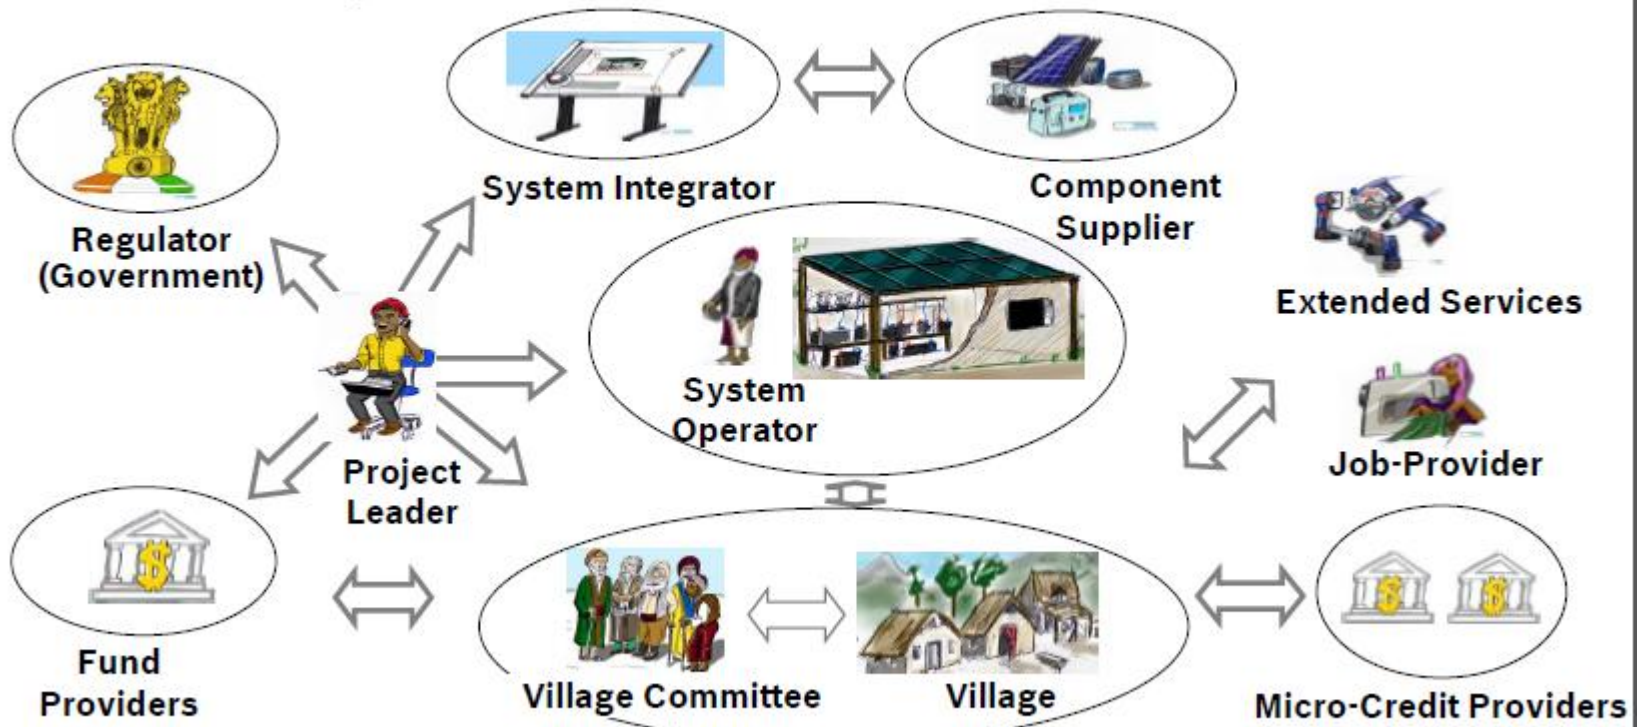 System Integrator
Component
Supplier
Regulator
(Government)
Extended Services
System
Operator
Project
Leader
Job-Provider
Fund
Providers
Village Committee
Village
Micro-Credit Providers